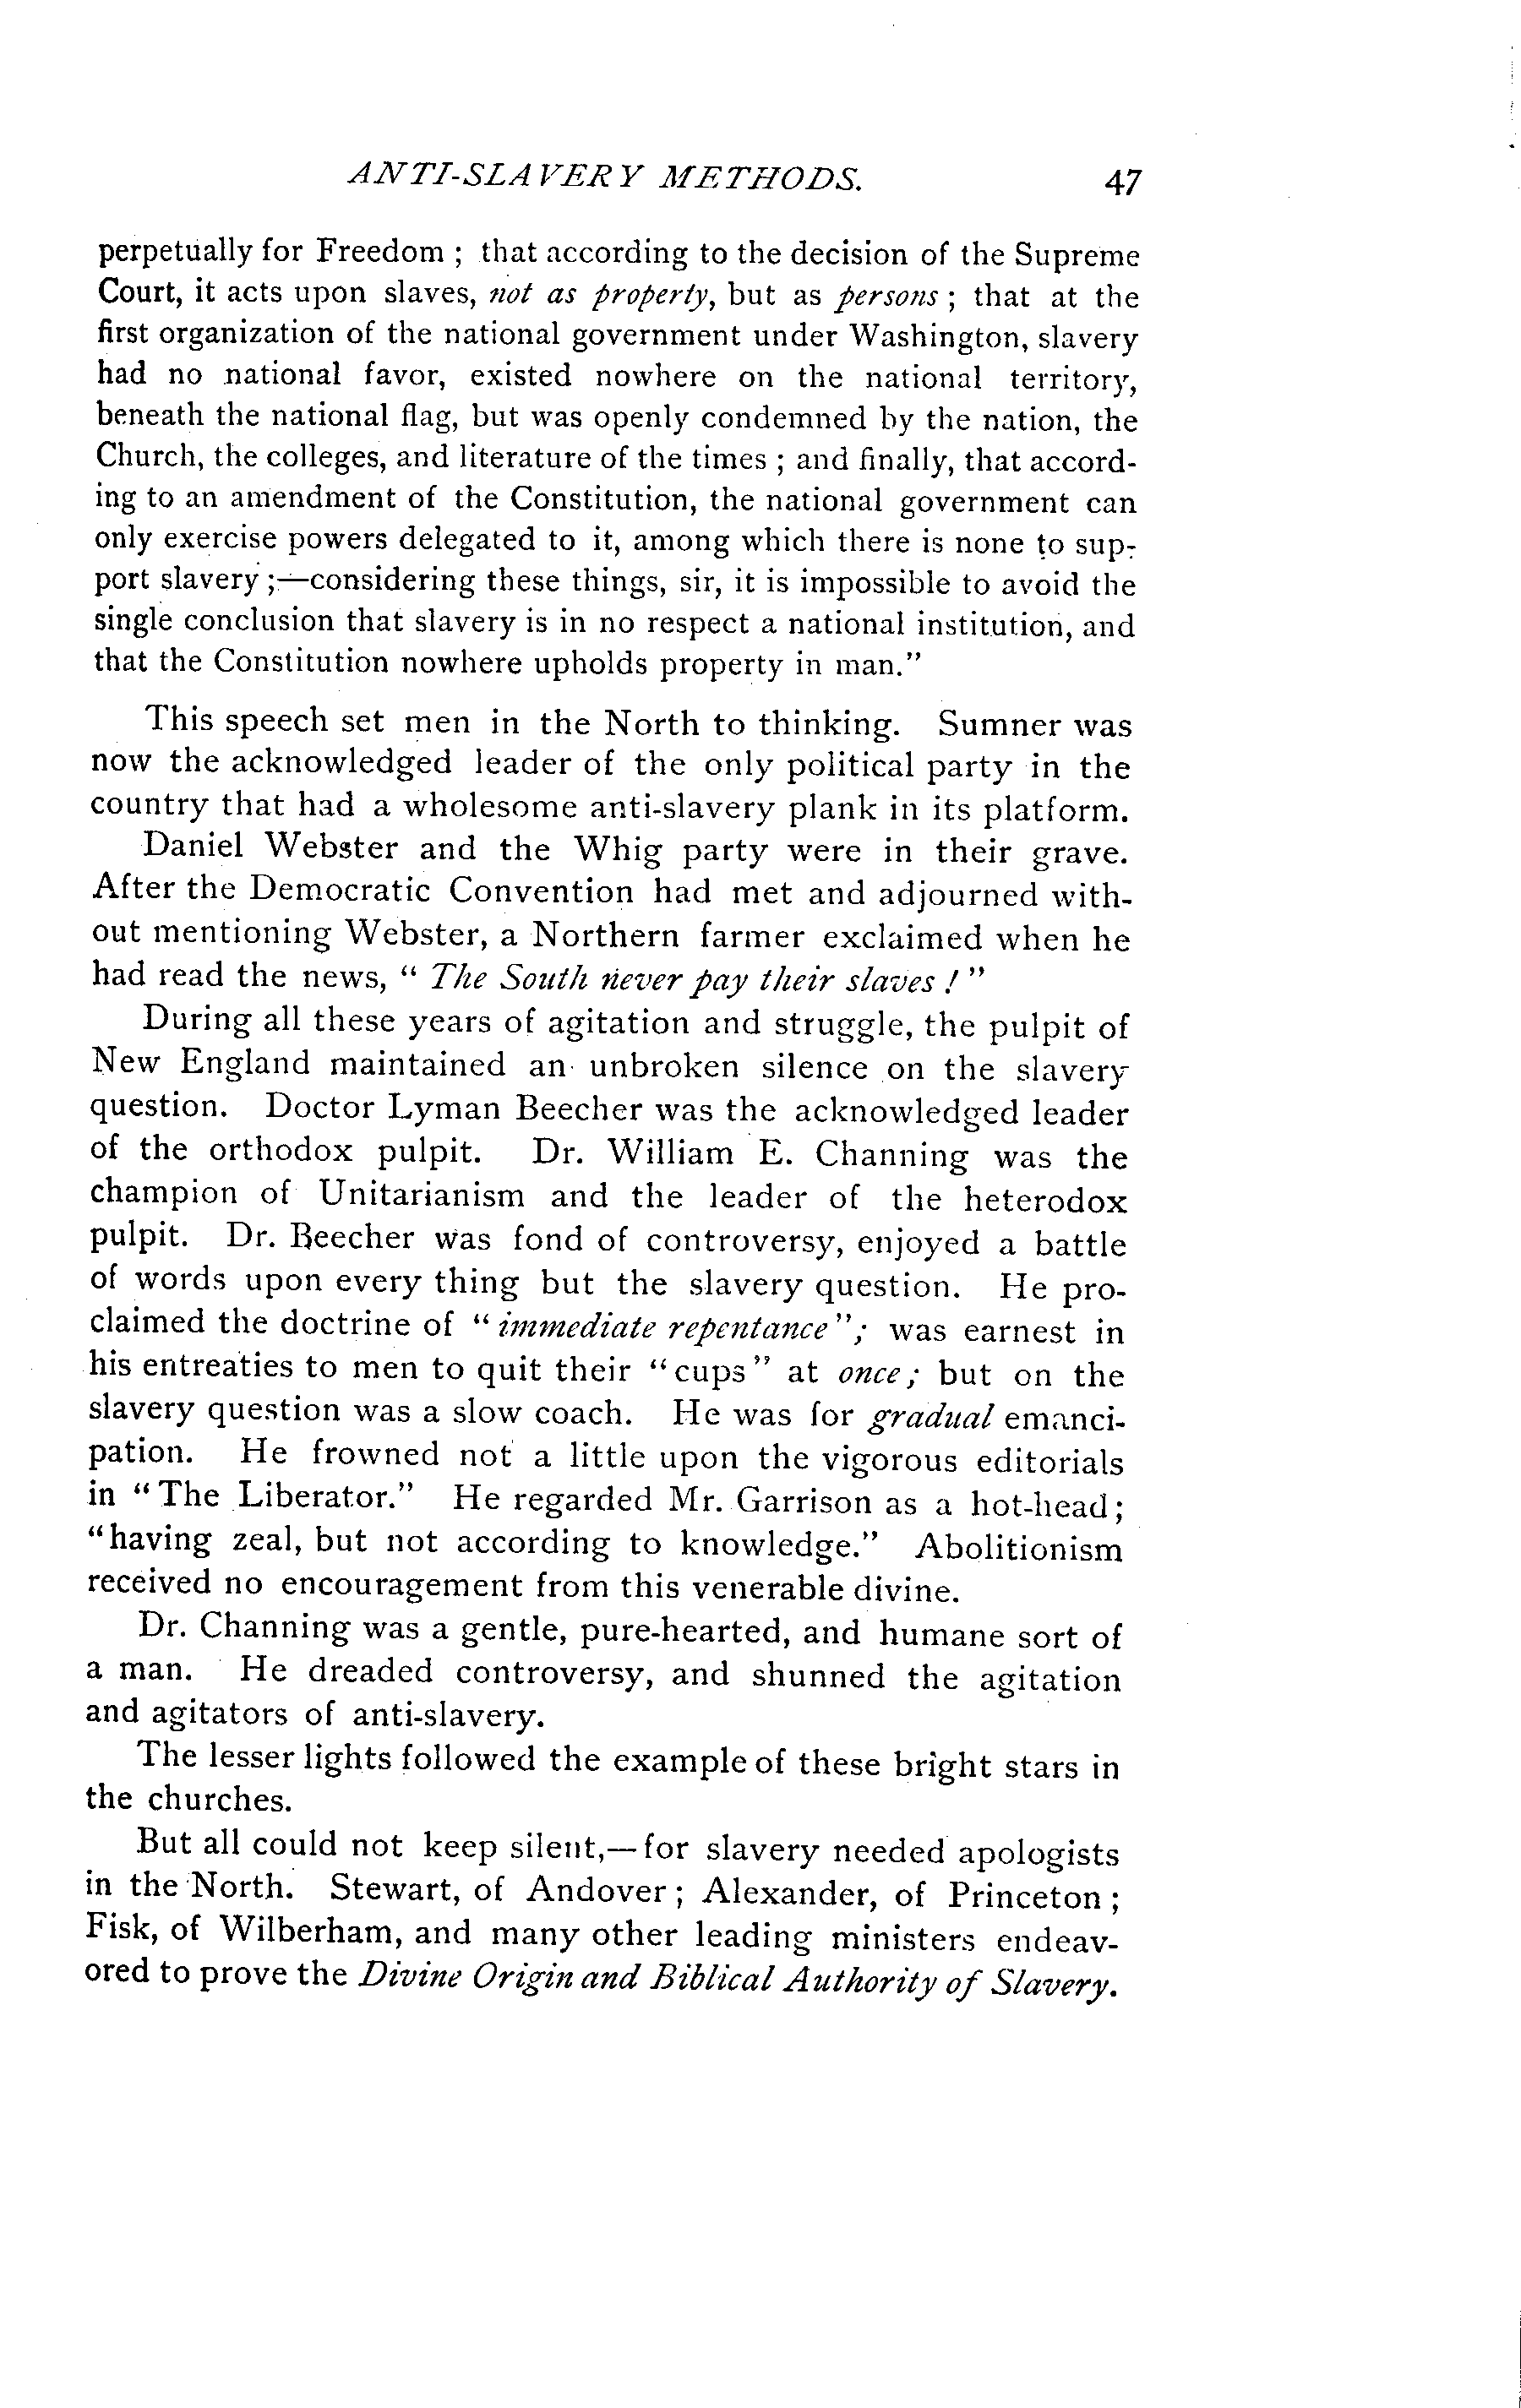 ANTI-SLAVERY METHODS. 47
perpetually for Freedom ; that according to the decision of the Supreme
Court, it acts upon slaves, not as property, but as persons ; that at the
first organization of the national government under Washington, slavery
had no national favor, existed nowhere on the national territory,
beneath the national flag, but was openly condemned by the nation, the
Church, the colleges, and literature of the times ; and finally, that accord-
ing to an amendment of the Constitution, the national government can
only exercise powers delegated to it, among which there is none to sup-
port slavery ;—considering these things, sir, it is impossible to avoid the
single conclusion that slavery is in no respect a national institution, and
that the Constitution nowhere upholds property in man."
This speech set men in the North to thinking. Sumner was
now the acknowledged leader of the only political party in the
country that had a wholesome anti-slavery plank in its platform.
Daniel Webster and the Whig party were in their grave.
After the Democratic Convention had met and adjourned with-
out mentioning Webster, a Northern farmer exclaimed when he
had read the news, " The South never pay their slaves ! "
During all these years of agitation and struggle, the pulpit of
New England maintained an unbroken silence on the slavery
question. Doctor Lyman Beecher was the acknowledged leader
of the orthodox pulpit. Dr. William E. Channing was the
champion of Unitarianism and the leader of the heterodox
pulpit. Dr. Beecher was fond of controversy, enjoyed a battle
of words upon every thing but the slavery question. He pro-
claimed the doctrine of " immediate repentance"; was earnest in
his entreaties to men to quit their "cups" at once; but on the
slavery question was a slow coach. He was for gradual emanci-
pation. He frowned not a little upon the vigorous editorials
in "The Liberator." He regarded Mr. Garrison as a hot-head;
"having zeal, but not according to knowledge." Abolitionism
received no encouragement from this venerable divine.
Dr. Channing was a gentle, pure-hearted, and humane sort of
a man. He dreaded controversy, and shunned the agitation
and agitators of anti-slavery.
The lesser lights followed the example of these bright stars in
the churches.
But all could not keep silent,—for slavery needed apologists
in the North. Stewart, of Andover ; Alexander, of Princeton ;
Fisk, of Wilberham, and many other leading ministers endeav-
ored to prove the Divine Origin and Biblical Authority of Slavery.